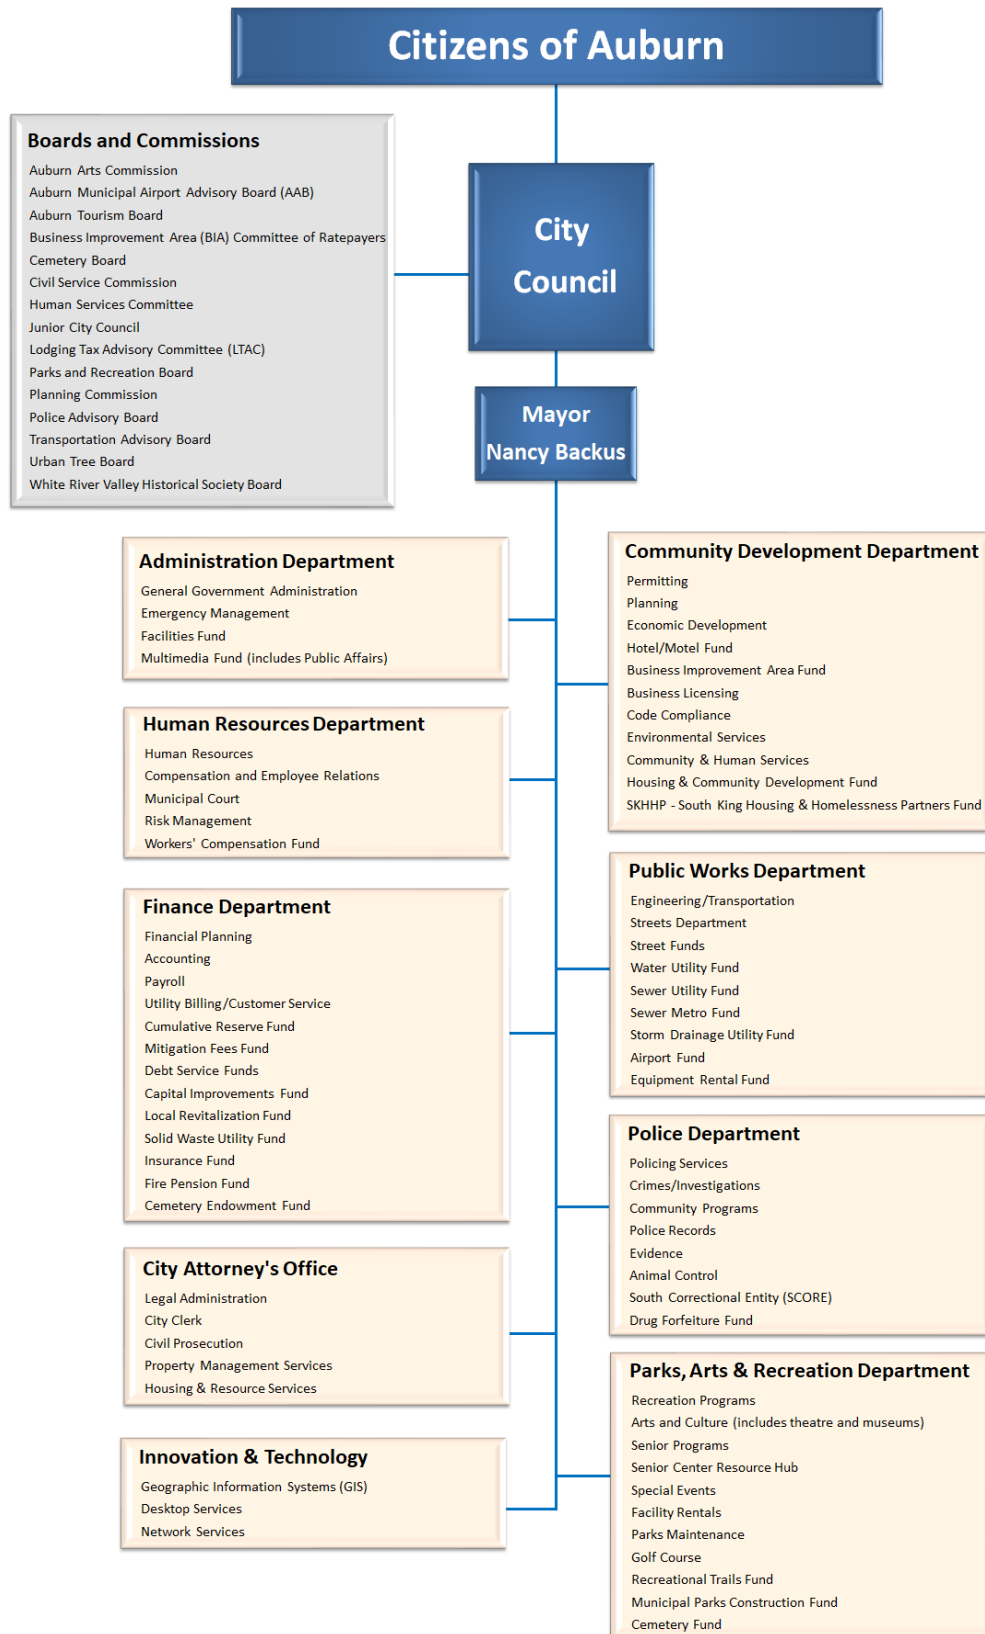 Citizens of Auburn
Boards and Commissions
Auburn Arts Commission
Auburn Municipal Airport Advisory Board (AAB)
Auburn Tourism Board
Business Improvement Area (BIA) Committee of Ratepayers
Cemetery Board
Civil Service Commission
Human Services Committee
Junior City Council
Lodging Tax Advisory Committee (LTAC)
Parks and Recreation Board
Planning Commission
Police Advisory Board
Transportation Advisory Board
Urban Tree Board
White River Valley Historical Society Board
City
Council
Mayor
Nancy Backus
Administration Department
General Government Administration
Emergency Management
Facilities Fund
Multimedia Fund (includes Public Affairs)
Human Resources Department
Human Resources
Compensation and Employee Relations
Municipal Court
Risk Management
Workers' Compensation Fund
Finance Department
Financial Planning
Accounting
Payroll
Utility Billing/Customer Service
Cumulative Reserve Fund
Mitigation Fees Fund
Debt Service Funds
Capital Improvements Fund
Local Revitalization Fund
Solid Waste Utility Fund
Insurance Fund
Fire Pension Fund
Cemetery Endowment Fund
City Attorney's Office
Legal Administration
City Clerk
Civil Prosecution
Property Management Services
Housing & Resource Services
Innovation & Technology
Geographic Information Systems (GIS)
Desktop Services
Network Services
Community Development Department
Permitting
Planning
Economic Development
Hotel/Motel Fund
Business Improvement Area Fund
Business Licensing
Code Compliance
Environmental Services
Community & Human Services
Housing & Community Development Fund
SKHHP - South King Housing & Homelessness Partners Fund
Public Works Department
Engineering/Transportation
Streets Department
Street Funds
Water Utility Fund
Sewer Utility Fund
Sewer Metro Fund
Storm Drainage Utility Fund
Airport Fund
Equipment Rental Fund
Police Department
Policing Services
Crimes/Investigations
Community Programs
Police Records
Evidence
Animal Control
South Correctional Entity (SCORE)
Drug Forfeiture Fund
Parks, Arts & Recreation Department
Recreation Programs
Arts and Culture (includes theatre and museums)
Senior Programs
Senior Center Resource Hub
Special Events
Facility Rentals
Parks Maintenance
Golf Course
Recreational Trails Fund
Municipal Parks Construction Fund
Cemetery Fund